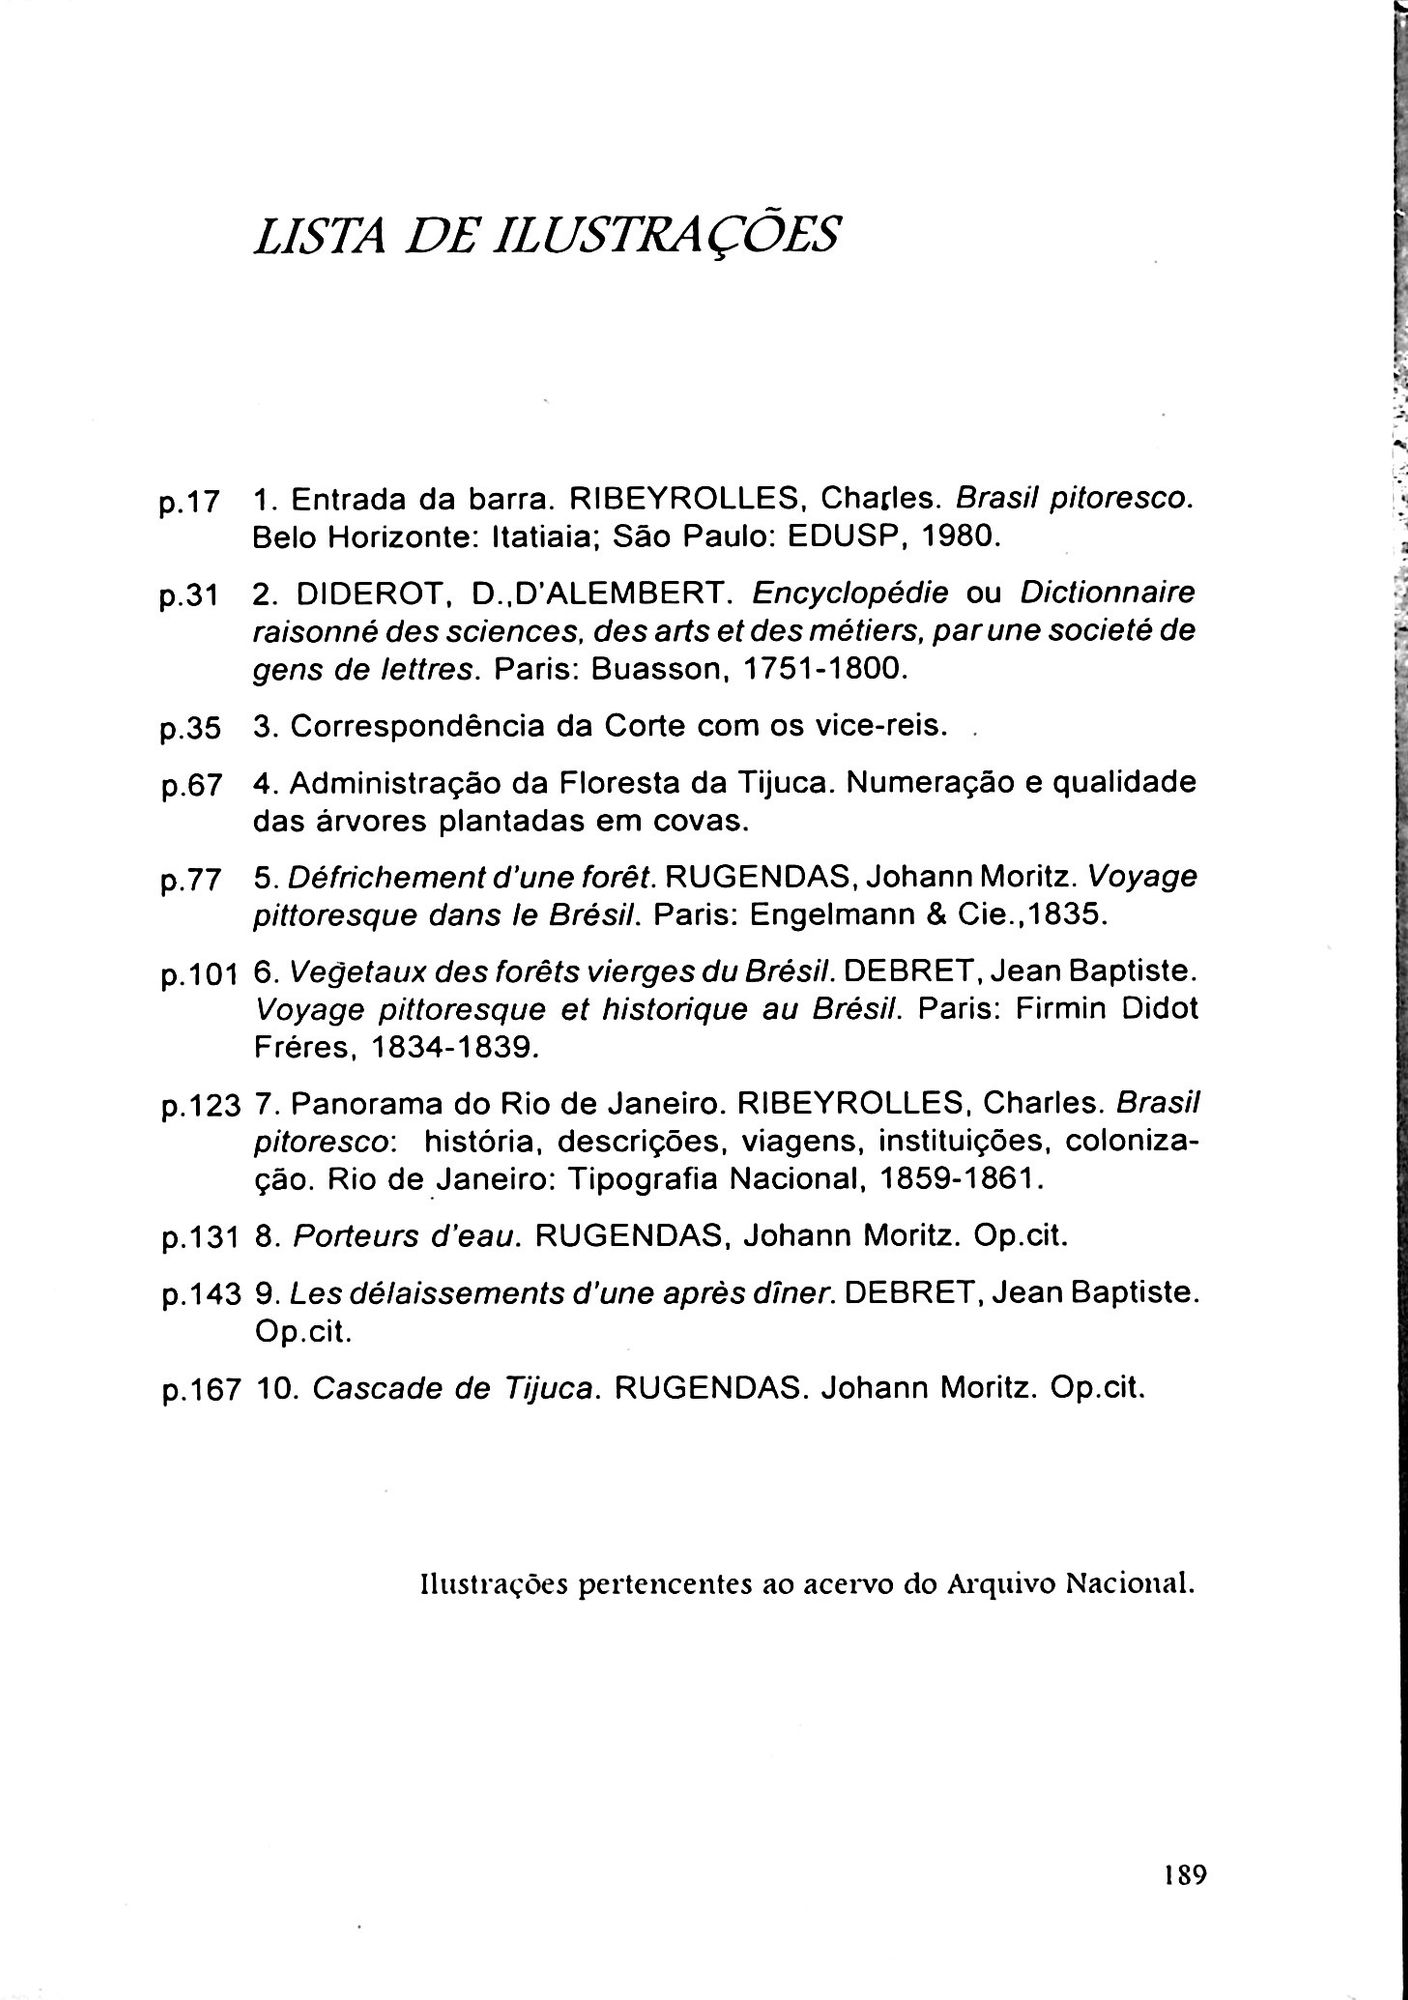 LISTA DE ILUSTRAÇÕES
p.17 1. Entrada da barra. RIBEYROLLES, Charles. Brasil pitoresco.
Belo Horizonte: Itatiaia; São Paulo: EDUSP, 1980.
p.31 2. DIDEROT, D.,D'ALEMBERT. Encyclopédie ou Dictionnaire
raisonné des sciences, des arts et des métiers, par une societé de
gens de lettres. Paris: Buasson, 1751-1800.
p.35 3. Correspondência da Corte com os vice-reis.
p.67 4. Administração da Floresta da Tijuca. Numeração e qualidade
das árvores plantadas em covas.
p.77 5. Défrichement d'une forêt. RUGENDAS, Johann Moritz. Voyage
pittoresque dans le Brésil. Paris: Engelmann & Cie.,1835.
p.101 6. Vegetaux des forêts vierges du Brésil. DEBRET, Jean Baptiste.
Voyage pittoresque et historique au Brésil. Paris: Firmin Didot
Fréres, 1834-1839.
p.123 7. Panorama do Rio de Janeiro. RIBEYROLLES, Charles. Brasil
pitoresco: história, descrições, viagens, instituições, coloniza-
ção. Rio de Janeiro: Tipografia Nacional, 1859-1861.
p.131 8. Porteurs d'eau. RUGENDAS, Johann Moritz. Op.cit.
p.143 9. Les délaissements d'une après dîner. DEBRET, Jean Baptiste.
Op.cit.
p.167 10. Cascade de Tijuca. RUGENDAS. Johann Moritz. Op.cit.
Ilustrações pertencentes ao acervo do Arquivo Nacional.
189